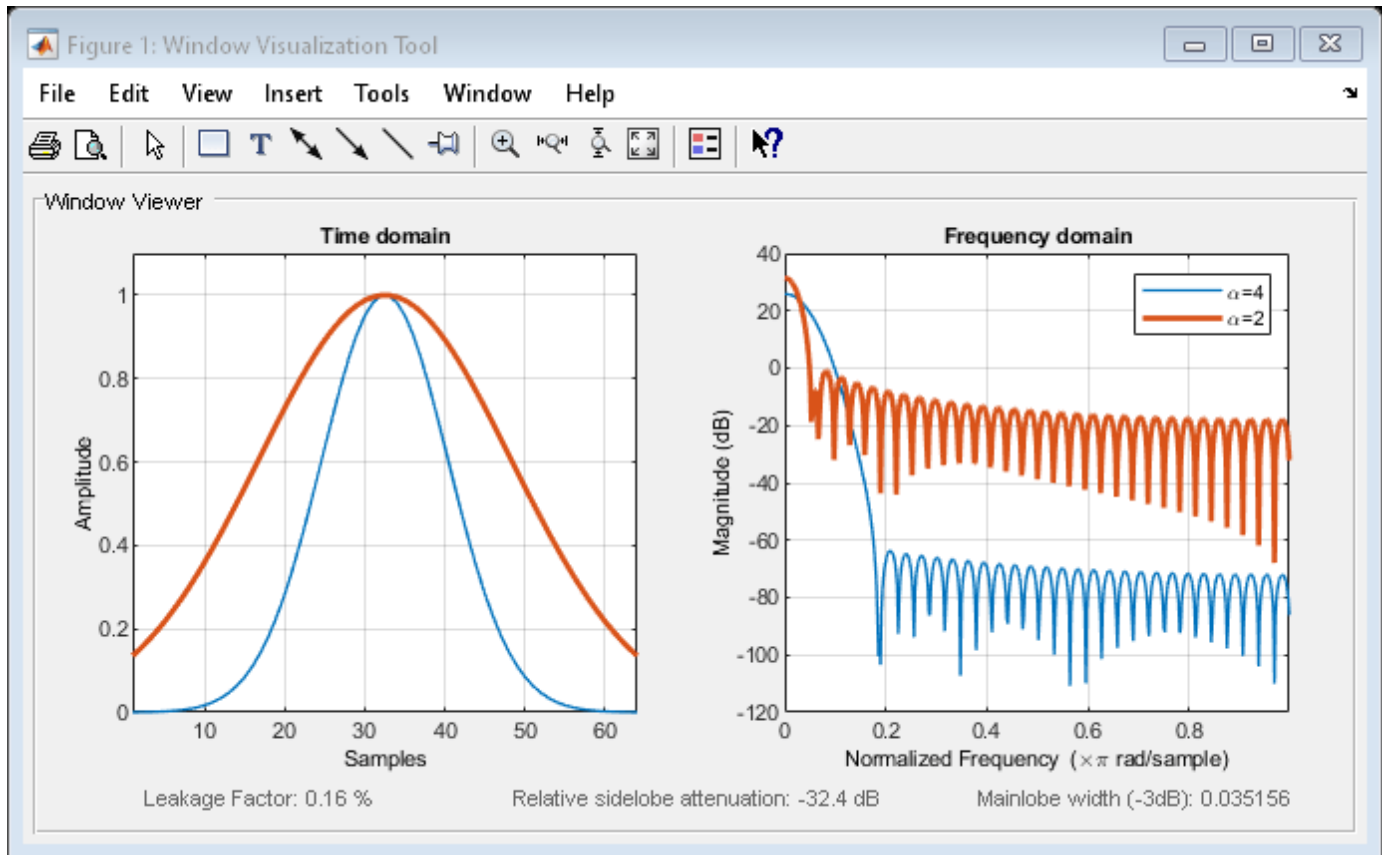 Figure 1: Window Visualization Tool
File Edit View Insert Tools Window Help
T
?
Window Viewer
Time domain
1
0.8
0.6
0.4
0.2
0
Amplitude
10 20 30 40 50 60
Samples
Frequency domain
40
20
0
-20
-40
-60
-80
-100
-120
Magnitude (dB)
α=4
α=2
0 0.2 0.4 0.6 0.8
Normalized Frequency (×π rad/sample)
Leakage Factor: 0.16 %
Relative sidelobe attenuation: -32.4 dB
Mainlobe width (-3dB): 0.035156